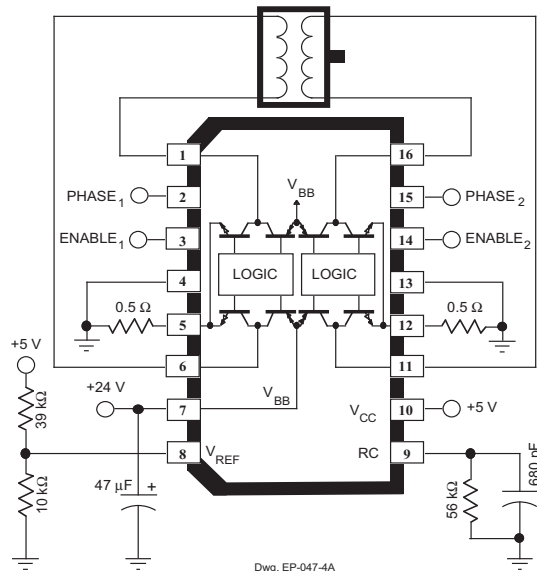 1
16
PHASE1
2
VBB
15
PHASE2
ENABLE1
3
14
ENABLE2
LOGIC
LOGIC
4
13
0.5 Ω
5
12
0.5 Ω
+5 V
6
11
39 kΩ
+24 V
7
VBB
VCC
10
+5 V
8
VREF
RC
9
10 kΩ
47 µF
+
56 kΩ
680 pF
Dwg. EP-047-4A